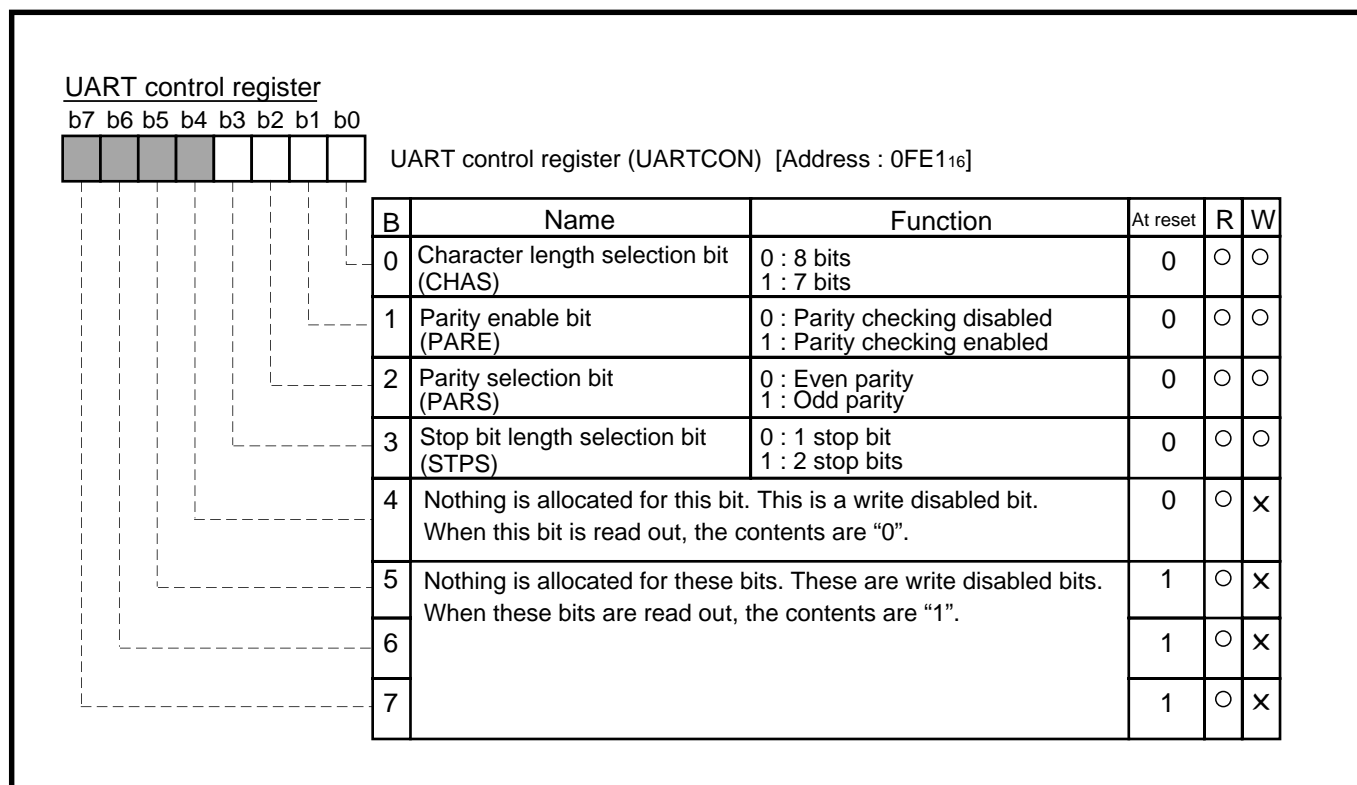 UART control register
b7 b6 b5 b4 b3 b2 b1 b0
UART control register (UARTCON) [Address : 0FE116]
B Name Function At reset R W
0 Character length selection bit (CHAS) 0 : 8 bits 1 : 7 bits 0 ○ ○
1 Parity enable bit (PARE) 0 : Parity checking disabled 1 : Parity checking enabled 0 ○ ○
2 Parity selection bit (PARS) 0 : Even parity 1 : Odd parity 0 ○ ○
3 Stop bit length selection bit (STPS) 0 : 1 stop bit 1 : 2 stop bits 0 ○ ○
4 Nothing is allocated for this bit. This is a write disabled bit. 0 ○ ×
When this bit is read out, the contents are “0”.
5 Nothing is allocated for these bits. These are write disabled bits. 1 ○ ×
When these bits are read out, the contents are “1”.
6 1 ○ ×
7 1 ○ ×